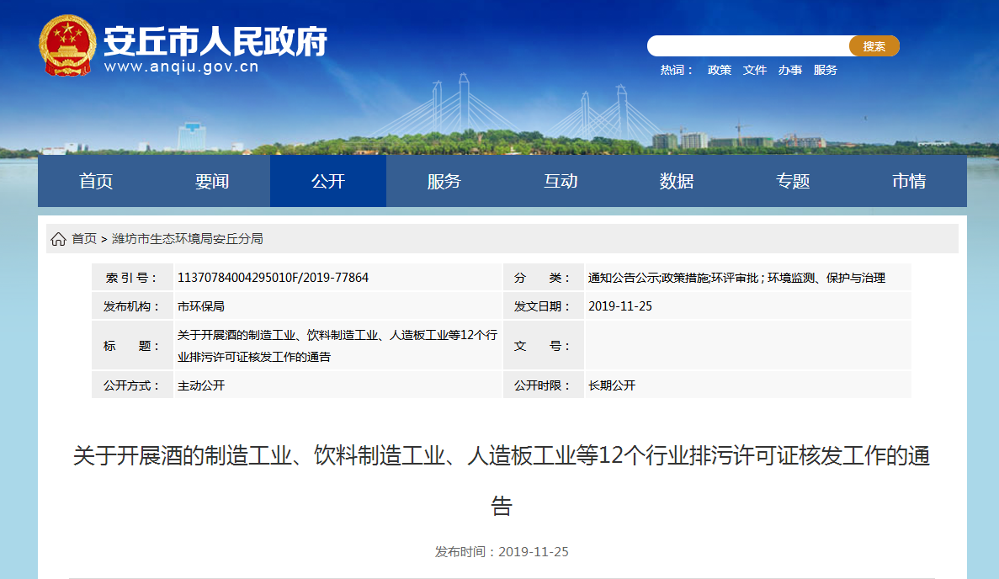 安丘市人民政府
www.anqiu.gov.cn
搜索
热词： 政策 文件 办事 服务
首页 要闻 公开 服务 互动 数据 专题 市情
首页 > 潍坊市生态环境局安丘分局
索 引 号： 11370784004295010F/2019-77864 分 类： 通知公告公示;政策措施;环评审批 ; 环境监测、保护与治理
发布机构： 市环保局 发文日期： 2019-11-25
标 题： 关于开展酒的制造工业、饮料制造工业、人造板工业等12个行
业排污许可证核发工作的通告 文 号：
公开方式： 主动公开 公开时限： 长期公开
关于开展酒的制造工业、饮料制造工业、人造板工业等12个行业排污许可证核发工作的通
告
发布时间：2019-11-25